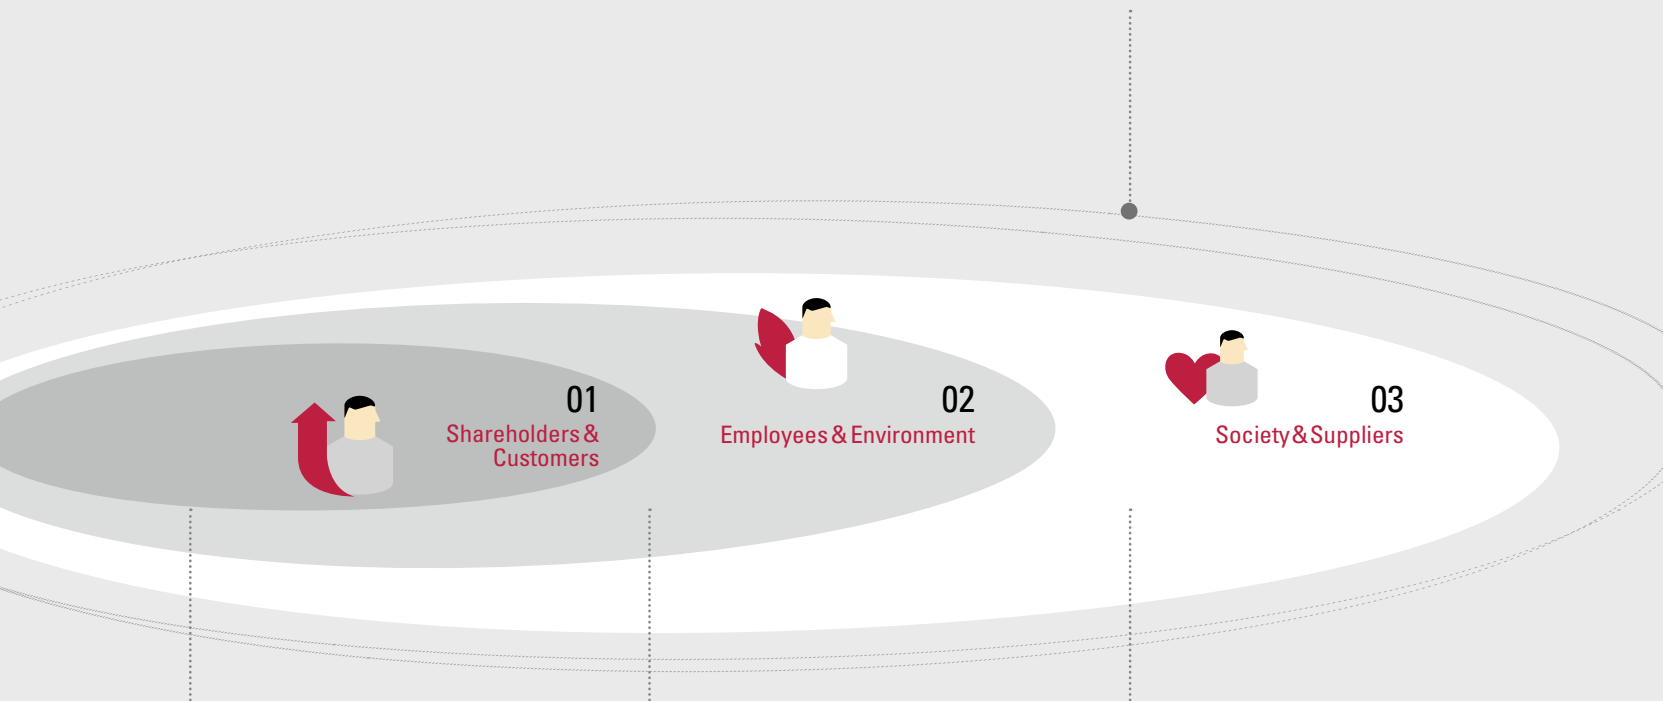 01
Shareholders &
Customers
02
Employees & Environment
03
Society & Suppliers